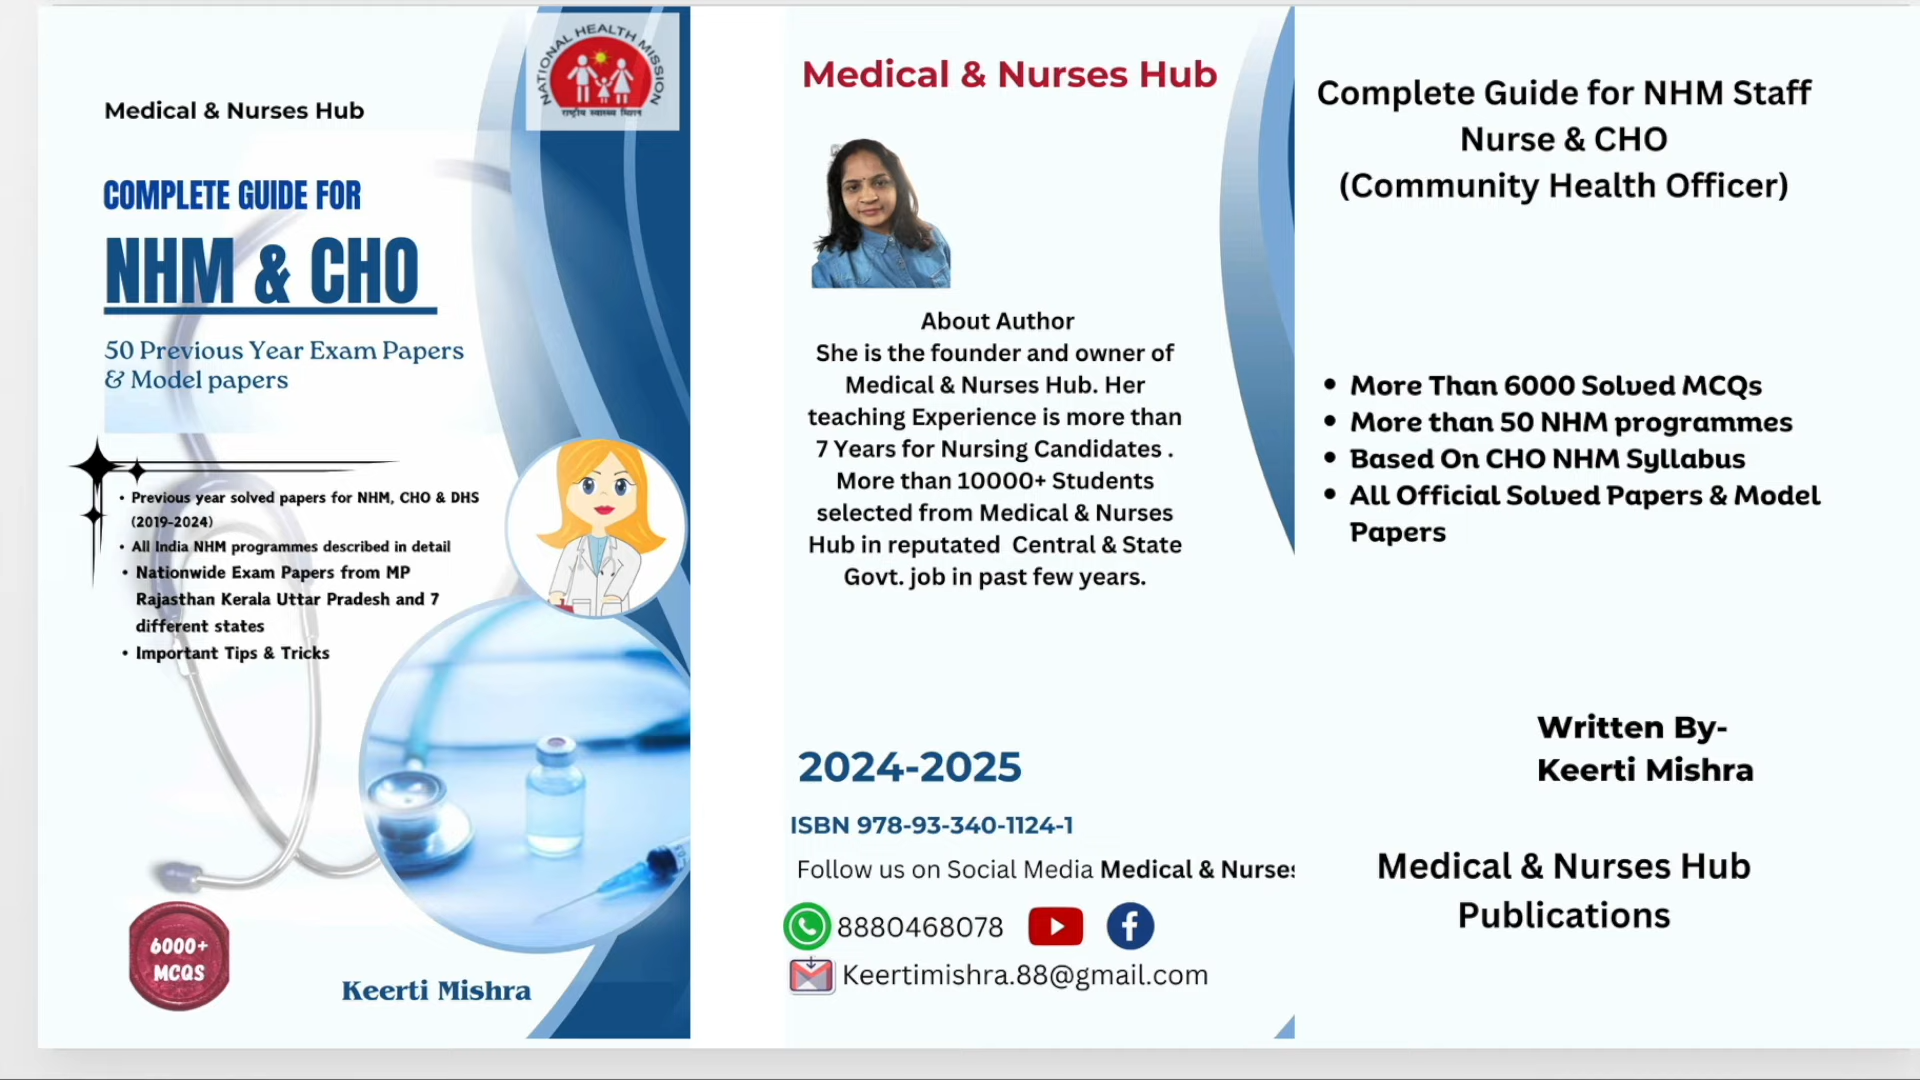 NATIONAL HEALTH MISSION
राष्ट्रीय स्वास्थ्य मिशन
Medical & Nurses Hub
COMPLETE GUIDE FOR
NHM & CHO
50 Previous Year Exam Papers
& Model papers
• Previous year solved papers for NHM, CHO & DHS
(2019-2024)
• All India NHM programmes described in detail
• Nationwide Exam Papers from MP
Rajasthan Kerala Uttar Pradesh and 7
different states
• Important Tips & Tricks
6000+
MCQS
Keerti Mishra
Medical & Nurses Hub
About Author
She is the founder and owner of
Medical & Nurses Hub. Her
teaching Experience is more than
7 Years for Nursing Candidates .
More than 10000+ Students
selected from Medical & Nurses
Hub in reputated Central & State
Govt. job in past few years.
2024-2025
ISBN 978-93-340-1124-1
Follow us on Social Media Medical & Nurses
8880468078
Keertimishra.88@gmail.com
Complete Guide for NHM Staff
Nurse & CHO
(Community Health Officer)
• More Than 6000 Solved MCQs
• More than 50 NHM programmes
• Based On CHO NHM Syllabus
• All Official Solved Papers & Model
Papers
Written By-
Keerti Mishra
Medical & Nurses Hub
Publications